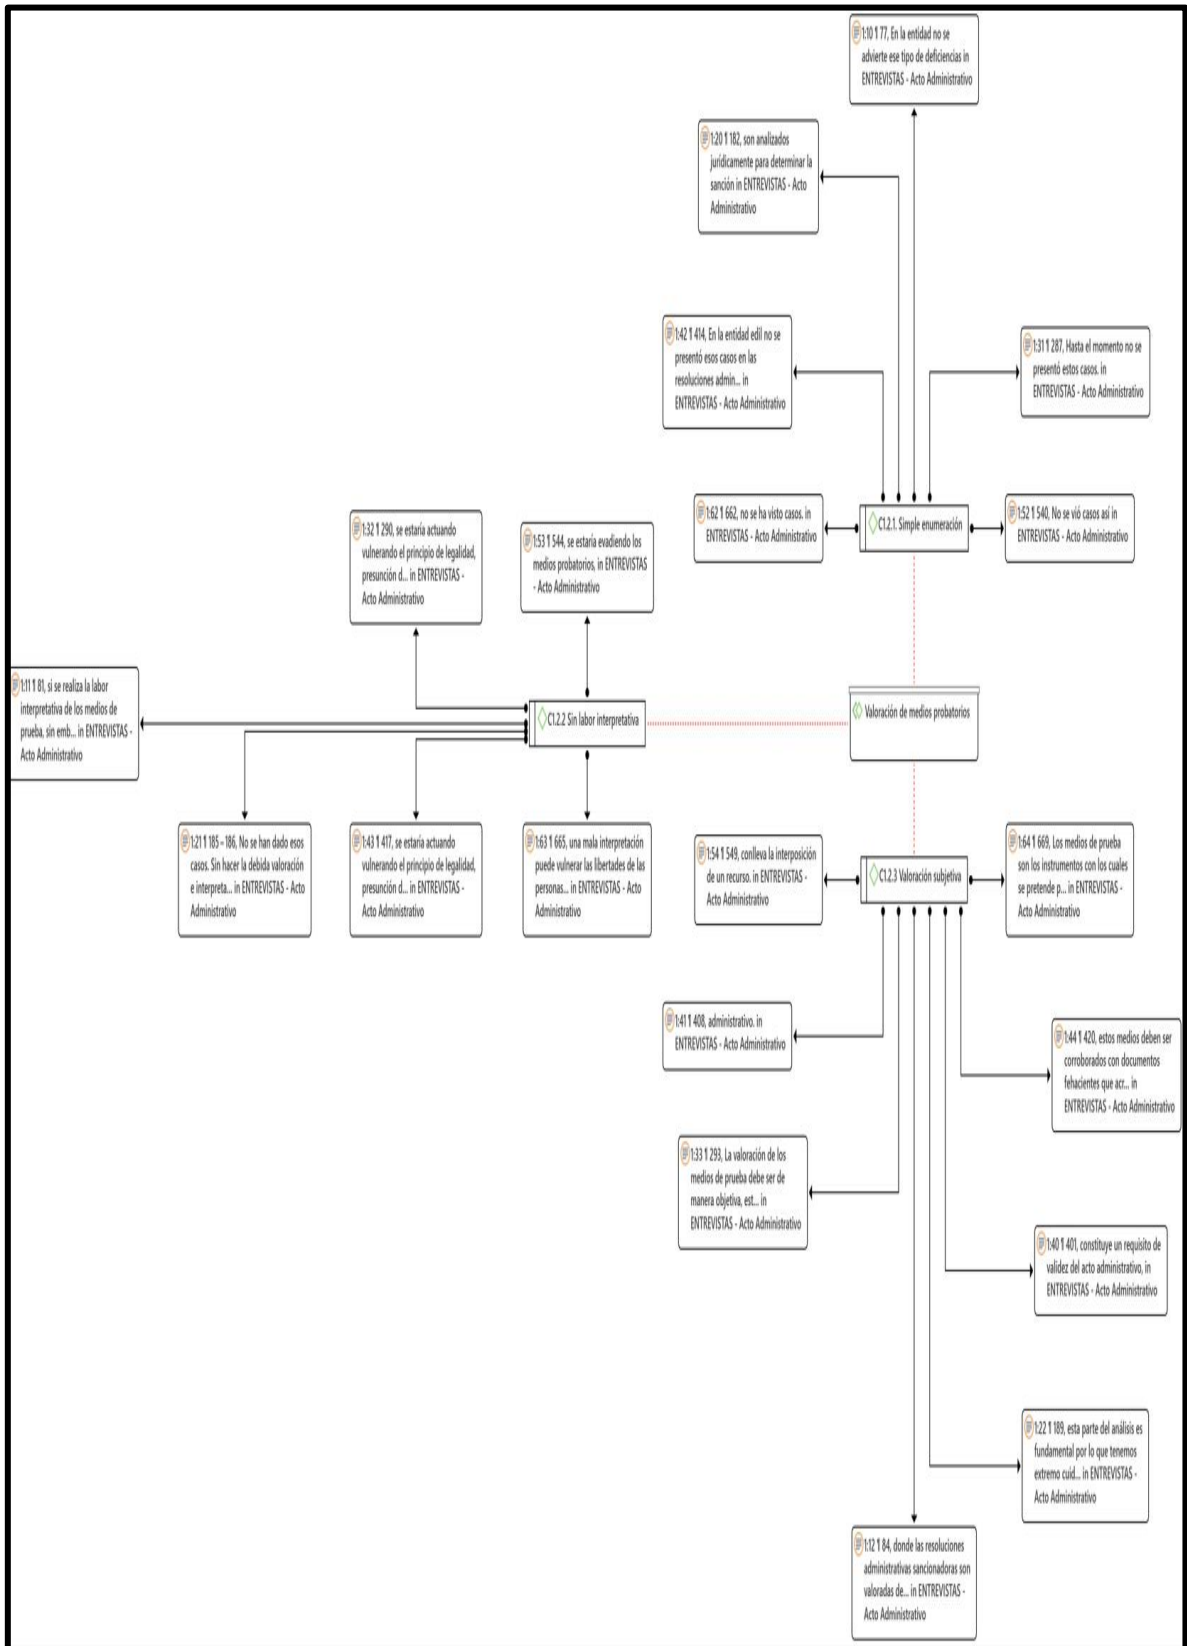 1:10 ¶ 77, En la entidad no se
advierte ese tipo de deficiencias in
ENTREVISTAS - Acto Administrativo
1:20 ¶ 182, son analizados
jurídicamente para determinar la
sanción in ENTREVISTAS - Acto
Administrativo
1:42 ¶ 414, En la entidad edil no se
presentó esos casos en las
resoluciones admin... in
ENTREVISTAS - Acto Administrativo
1:31 ¶ 287, Hasta el momento no se
presentó estos casos. in
ENTREVISTAS - Acto Administrativo
1:62 ¶ 662, no se ha visto casos. in
ENTREVISTAS - Acto Administrativo
C1.2.1. Simple enumeración
1:52 ¶ 540, No se vió casos así in
ENTREVISTAS - Acto Administrativo
1:32 ¶ 290, se estaría actuando
vulnerando el principio de legalidad,
presunción d... in ENTREVISTAS -
Acto Administrativo
1:53 ¶ 544, se estaría evadiendo los
medios probatorios, in ENTREVISTAS
- Acto Administrativo
1:11 ¶ 81, si se realiza la labor
interpretativa de los medios de
prueba, sin emb... in ENTREVISTAS -
Acto Administrativo
C1.2.2 Sin labor interpretativa
Valoración de medios probatorios
1:21 ¶ 185 – 186, No se han dado esos
casos. Sin hacer la debida valoración
e interpreta... in ENTREVISTAS - Acto
Administrativo
1:43 ¶ 417, se estaría actuando
vulnerando el principio de legalidad,
presunción d... in ENTREVISTAS -
Acto Administrativo
1:63 ¶ 665, una mala interpretación
puede vulnerar las libertades de las
personas... in ENTREVISTAS - Acto
Administrativo
1:54 ¶ 549, conlleva la interposición
de un recurso. in ENTREVISTAS -
Acto Administrativo
C1.2.3 Valoración subjetiva
1:64 ¶ 669, Los medios de prueba
son los instrumentos con los cuales
se pretende p... in ENTREVISTAS -
Acto Administrativo
1:41 ¶ 408, administrativo. in
ENTREVISTAS - Acto Administrativo
1:44 ¶ 420, estos medios deben ser
corroborados con documentos
fehacientes que acr... in
ENTREVISTAS - Acto Administrativo
1:33 ¶ 293, La valoración de los
medios de prueba debe ser de
manera objetiva, est... in
ENTREVISTAS - Acto Administrativo
1:40 ¶ 401, constituye un requisito de
validez del acto administrativo, in
ENTREVISTAS - Acto Administrativo
1:22 ¶ 189, esta parte del análisis es
fundamental por lo que tenemos
extremo cuid... in ENTREVISTAS -
Acto Administrativo
1:12 ¶ 84, donde las resoluciones
administrativas sancionadoras son
valoradas de... in ENTREVISTAS -
Acto Administrativo